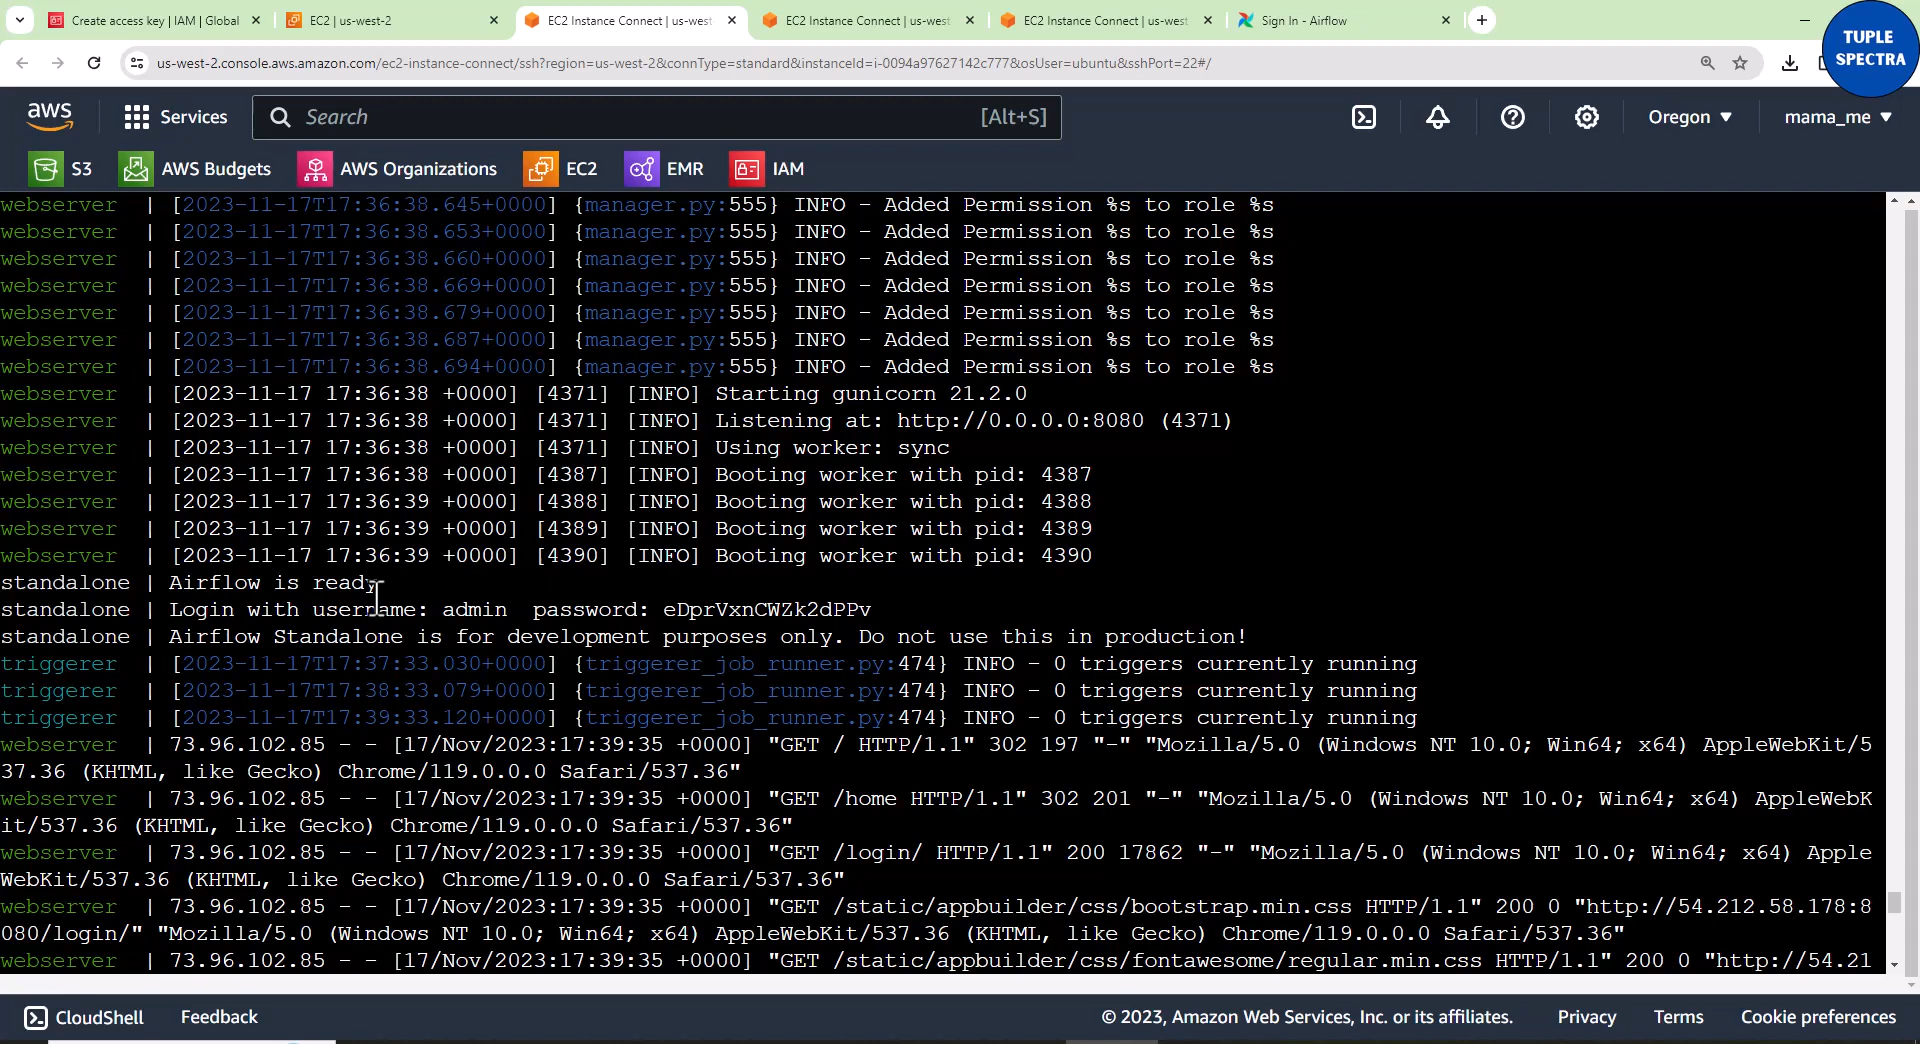 Create access key | IAM | Global
EC2 | us-west-2
EC2 Instance Connect | us-west-
EC2 Instance Connect | us-west
EC2 Instance Connect | us-west
Sign In - Airflow
TUPLE
SPECTRA
us-west-2.console.aws.amazon.com/ec2-instance-connect/ssh?region=us-west-2&connType=standard&instanceId=i-0094a97627142c777&osUser=ubuntu&sshPort=22#/
aws
Services
Search
[Alt+S]
Oregon
mama_me
S3
AWS Budgets
AWS Organizations
EC2
EMR
IAM
webserver | [2023-11-17T17:36:38.645+0000] {manager.py:555} INFO - Added Permission %s to role %s
webserver | [2023-11-17T17:36:38.653+0000] {manager.py:555} INFO - Added Permission %s to role %s
webserver | [2023-11-17T17:36:38.660+0000] {manager.py:555} INFO - Added Permission %s to role %s
webserver | [2023-11-17T17:36:38.669+0000] {manager.py:555} INFO - Added Permission %s to role %s
webserver | [2023-11-17T17:36:38.679+0000] {manager.py:555} INFO - Added Permission %s to role %s
webserver | [2023-11-17T17:36:38.687+0000] {manager.py:555} INFO - Added Permission %s to role %s
webserver | [2023-11-17T17:36:38.694+0000] {manager.py:555} INFO - Added Permission %s to role %s
webserver | [2023-11-17 17:36:38 +0000] [4371] [INFO] Starting gunicorn 21.2.0
webserver | [2023-11-17 17:36:38 +0000] [4371] [INFO] Listening at: http://0.0.0.0:8080 (4371)
webserver | [2023-11-17 17:36:38 +0000] [4371] [INFO] Using worker: sync
webserver | [2023-11-17 17:36:38 +0000] [4387] [INFO] Booting worker with pid: 4387
webserver | [2023-11-17 17:36:39 +0000] [4388] [INFO] Booting worker with pid: 4388
webserver | [2023-11-17 17:36:39 +0000] [4389] [INFO] Booting worker with pid: 4389
webserver | [2023-11-17 17:36:39 +0000] [4390] [INFO] Booting worker with pid: 4390
standalone | Airflow is ready
standalone | Login with username: admin password: eDprVxnCWZk2dPPv
standalone | Airflow Standalone is for development purposes only. Do not use this in production!
triggerer | [2023-11-17T17:37:33.030+0000] {triggerer_job_runner.py:474} INFO - 0 triggers currently running
triggerer | [2023-11-17T17:38:33.079+0000] {triggerer_job_runner.py:474} INFO - 0 triggers currently running
triggerer | [2023-11-17T17:39:33.120+0000] {triggerer_job_runner.py:474} INFO - 0 triggers currently running
webserver | 73.96.102.85 - - [17/Nov/2023:17:39:35 +0000] "GET / HTTP/1.1" 302 197 "-" "Mozilla/5.0 (Windows NT 10.0; Win64; x64) AppleWebKit/5
37.36 (KHTML, like Gecko) Chrome/119.0.0.0 Safari/537.36"
webserver | 73.96.102.85 - - [17/Nov/2023:17:39:35 +0000] "GET /home HTTP/1.1" 302 201 "-" "Mozilla/5.0 (Windows NT 10.0; Win64; x64) AppleWebK
it/537.36 (KHTML, like Gecko) Chrome/119.0.0.0 Safari/537.36"
webserver | 73.96.102.85 - - [17/Nov/2023:17:39:35 +0000] "GET /login/ HTTP/1.1" 200 17862 "-" "Mozilla/5.0 (Windows NT 10.0; Win64; x64) Apple
WebKit/537.36 (KHTML, like Gecko) Chrome/119.0.0.0 Safari/537.36"
webserver | 73.96.102.85 - - [17/Nov/2023:17:39:35 +0000] "GET /static/appbuilder/css/bootstrap.min.css HTTP/1.1" 200 0 "http://54.212.58.178:8
080/login/" "Mozilla/5.0 (Windows NT 10.0; Win64; x64) AppleWebKit/537.36 (KHTML, like Gecko) Chrome/119.0.0.0 Safari/537.36"
webserver | 73.96.102.85 - - [17/Nov/2023:17:39:35 +0000] "GET /static/appbuilder/css/fontawesome/regular.min.css HTTP/1.1" 200 0 "http://54.21
CloudShell
Feedback
© 2023, Amazon Web Services, Inc. or its affiliates.
Privacy
Terms
Cookie preferences